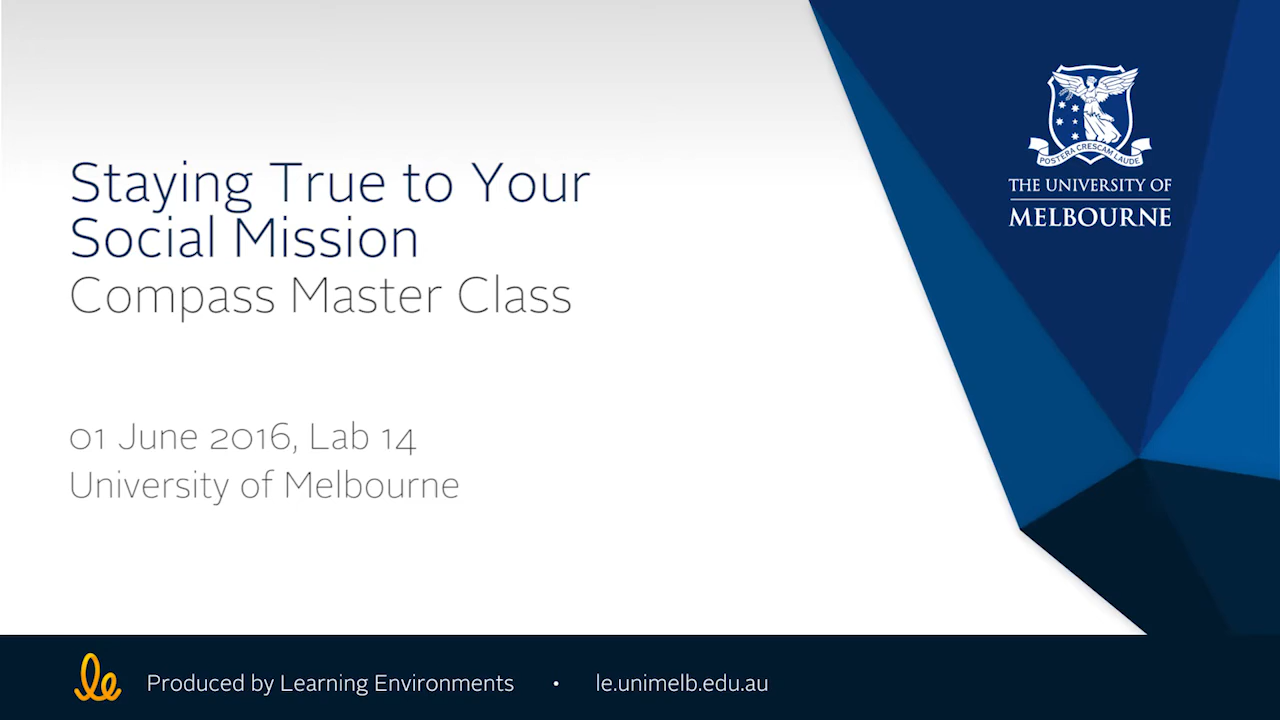 Staying True to Your
Social Mission
Compass Master Class
01 June 2016, Lab 14
University of Melbourne
POSTERA CRESCAM LAUDE
THE UNIVERSITY OF
MELBOURNE
le
Produced by Learning Environments • le.unimelb.edu.au